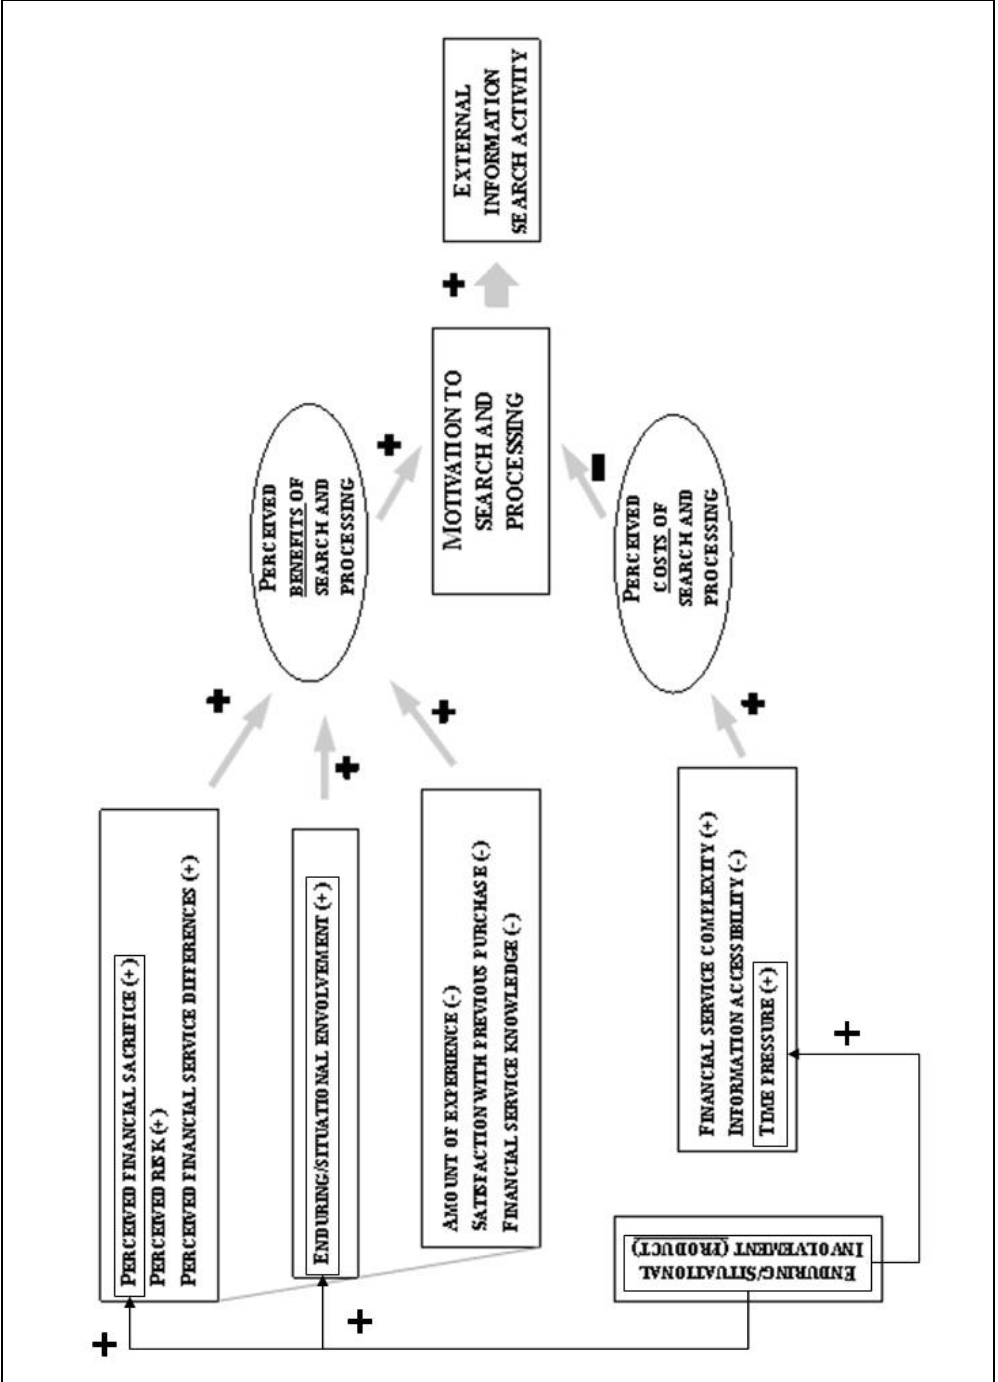 PERCEIVED FINANCIAL SACRIFICE (+)
PERCEIVED RISK (+)
PERCEIVED FINANCIAL SERVICE DIFFERENCES (+)
+
ENDURING/SITUATIONAL ENVOLVEMENT (+)
+
AMOUNT OF EXPERIENCE (-)
SATISFACTION WITH PREVIOUS PURCHASE (-)
FINANCIAL SERVICE KNOWLEDGE (-)
+
PERCEIVED
BENEFITS OF
SEARCH AND
PROCESSING
+
MOTIVATION TO
SEARCH AND
PROCESSING
+
EXTERNAL
INFORMATION
SEARCH ACTIVITY
FINANCIAL SERVICE COMPLEXITY (+)
INFORMATION ACCESSIBILITY (-)
TIME PRESSURE (+)
+
PERCEIVED
COSTS OF
SEARCH AND
PROCESSING
-
ENDURING/SITUATIONAL
INVOLVEMENT (PRODUCT)
+
+
+